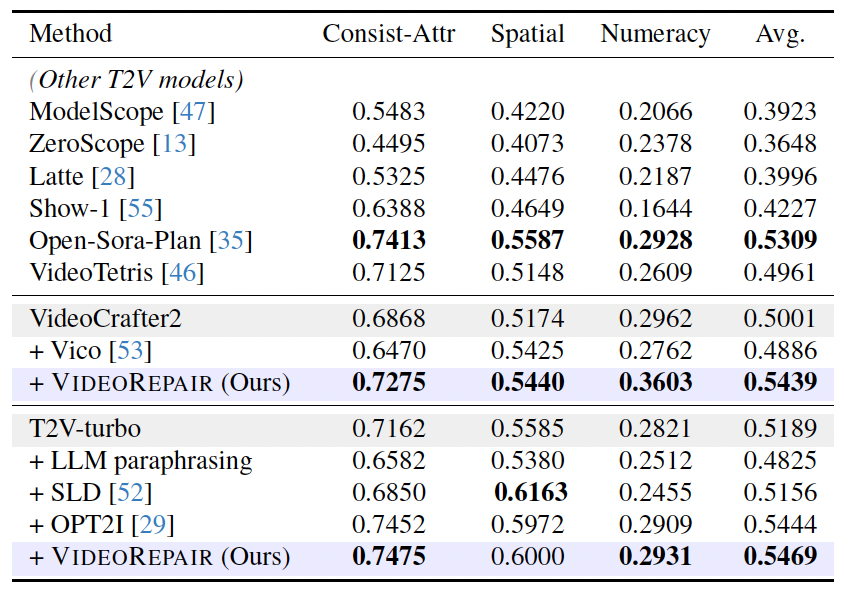 Method Consist-Attr Spatial Numeracy Avg.
(Other T2V models)
ModelScope [47] 0.5483 0.4220 0.2066 0.3923
ZeroScope [13] 0.4495 0.4073 0.2378 0.3648
Latte [28] 0.5325 0.4476 0.2187 0.3996
Show-1 [55] 0.6388 0.4649 0.1644 0.4227
Open-Sora-Plan [35] 0.7413 0.5587 0.2928 0.5309
VideoTetris [46] 0.7125 0.5148 0.2609 0.4961
VideoCrafter2 0.6868 0.5174 0.2962 0.5001
+ Vico [53] 0.6470 0.5425 0.2762 0.4886
+ VIDEOREPAIR (Ours) 0.7275 0.5440 0.3603 0.5439
T2V-turbo 0.7162 0.5585 0.2821 0.5189
+ LLM paraphrasing 0.6582 0.5380 0.2512 0.4825
+ SLD [52] 0.6850 0.6163 0.2455 0.5156
+ OPT2I [29] 0.7452 0.5972 0.2909 0.5444
+ VIDEOREPAIR (Ours) 0.7475 0.6000 0.2931 0.5469